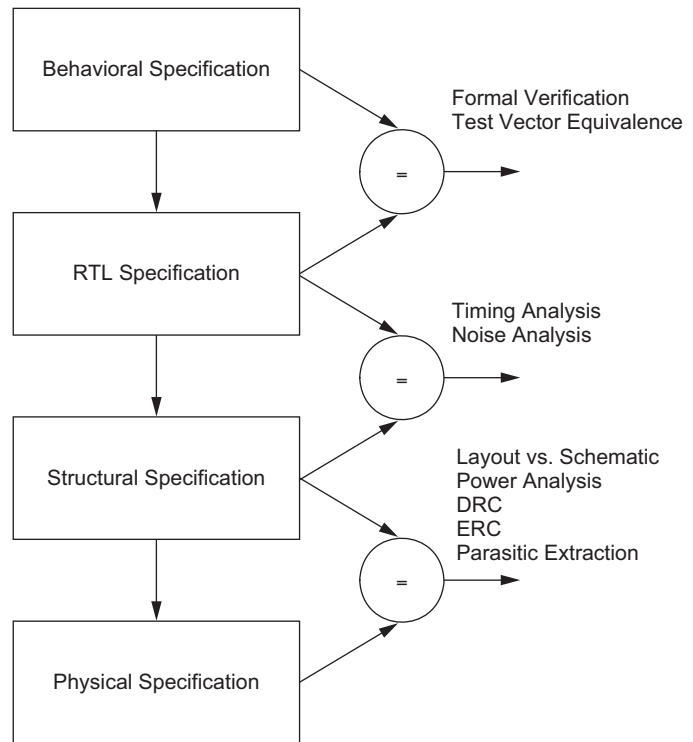 Behavioral Specification
Formal Verification
Test Vector Equivalence
=
RTL Specification
Timing Analysis
Noise Analysis
=
Structural Specification
Layout vs. Schematic
Power Analysis
DRC
ERC
Parasitic Extraction
=
Physical Specification